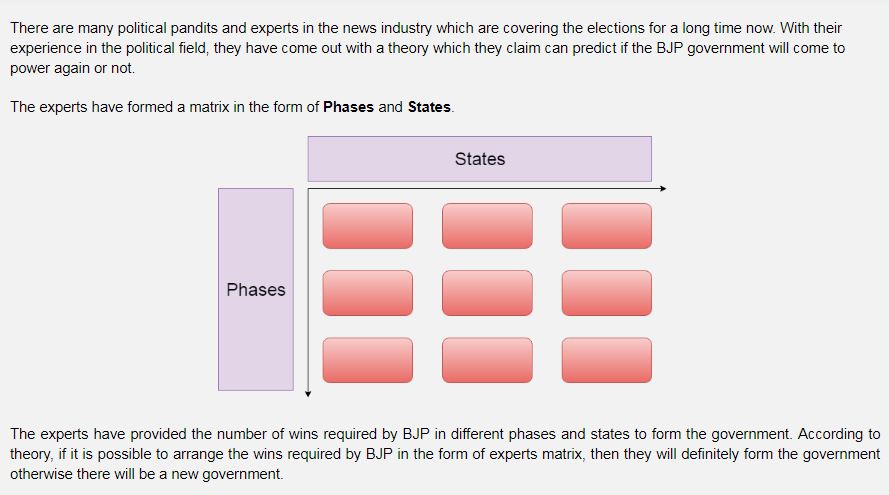 There are many political pandits and experts in the news industry which are covering the elections for a long time now. With their
experience in the political field, they have come out with a theory which they claim can predict if the BJP government will come to
power again or not.
The experts have formed a matrix in the form of Phases and States.
States
Phases
The experts have provided the number of wins required by BJP in different phases and states to form the government. According to
theory, if it is possible to arrange the wins required by BJP in the form of experts matrix, then they will definitely form the government
otherwise there will be a new government.